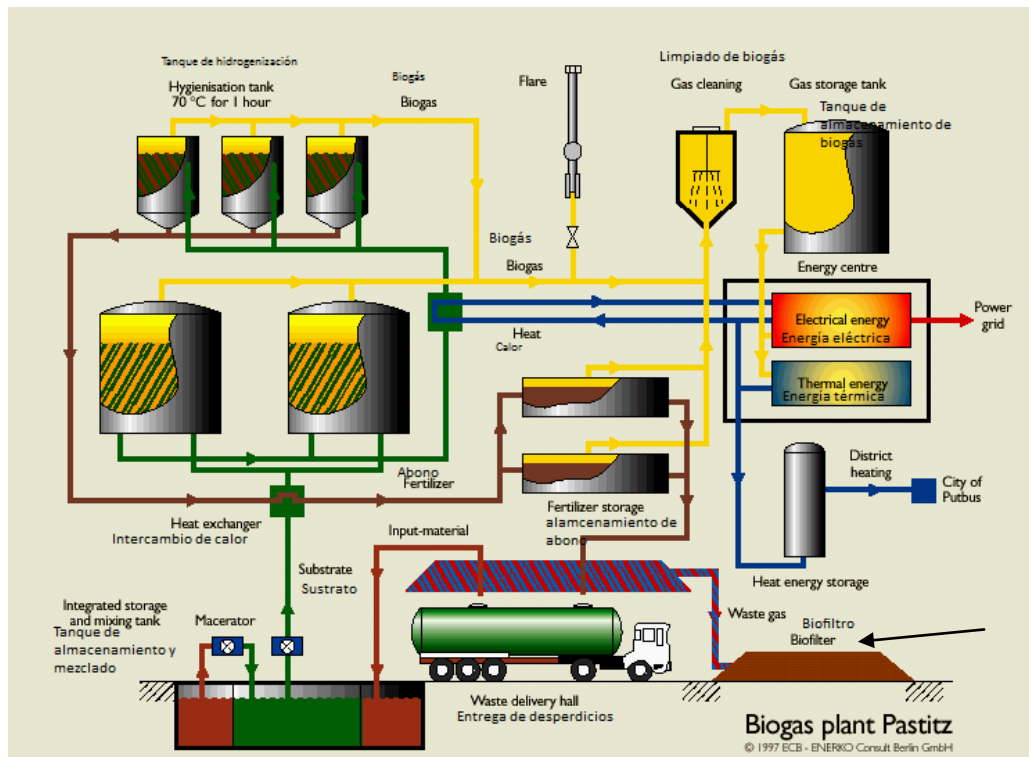 Tanque de hidrogenización
Hygienisation tank
70 °C for 1 hour
Biogás
Biogas
Flare
Limpiado de biogás
Gas cleaning
Gas storage tank
Tanque de
almacenamiento de
biogás
Biogás
Biogas
Energy centre
Electrical energy
Energía eléctrica
Power
grid
Heat
Calor
Thermal energy
Energía térmica
Abono
Fertilizer
District
heating
City of
Putbus
Heat exchanger
Intercambio de calor
Input-material
Fertilizer storage
alamcenamiento de
abono
Heat energy storage
Substrate
Sustrato
Integrated storage
and mixing tank
Tanque de
almacenamiento y
mezclado
Macerator
Waste gas
Biofiltro
Biofilter
Waste delivery hall
Entrega de desperdicios
Biogas plant Pastitz
© 1997 ECB - ENERKO Consult Berlin GmbH